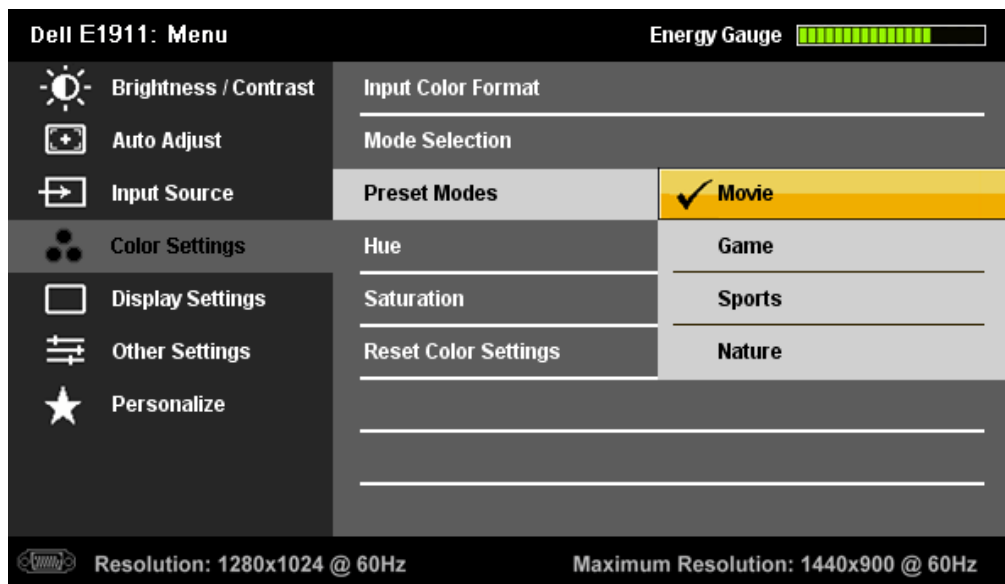 Dell E1911: Menu
Energy Gauge
Brightness / Contrast
Input Color Format
Auto Adjust
Mode Selection
Input Source
Preset Modes
Movie
Color Settings
Hue
Game
Display Settings
Saturation
Sports
Other Settings
Reset Color Settings
Nature
Personalize
Resolution: 1280x1024 @ 60Hz
Maximum Resolution: 1440x900 @ 60Hz